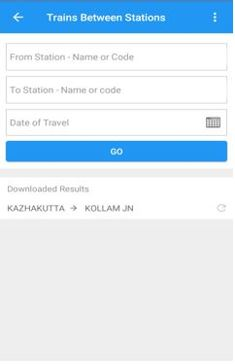 Trains Between Stations
From Station - Name or Code
To Station - Name or code
Date of Travel
GO
Downloaded Results
KAZHAKUTTA → KOLLAM JN